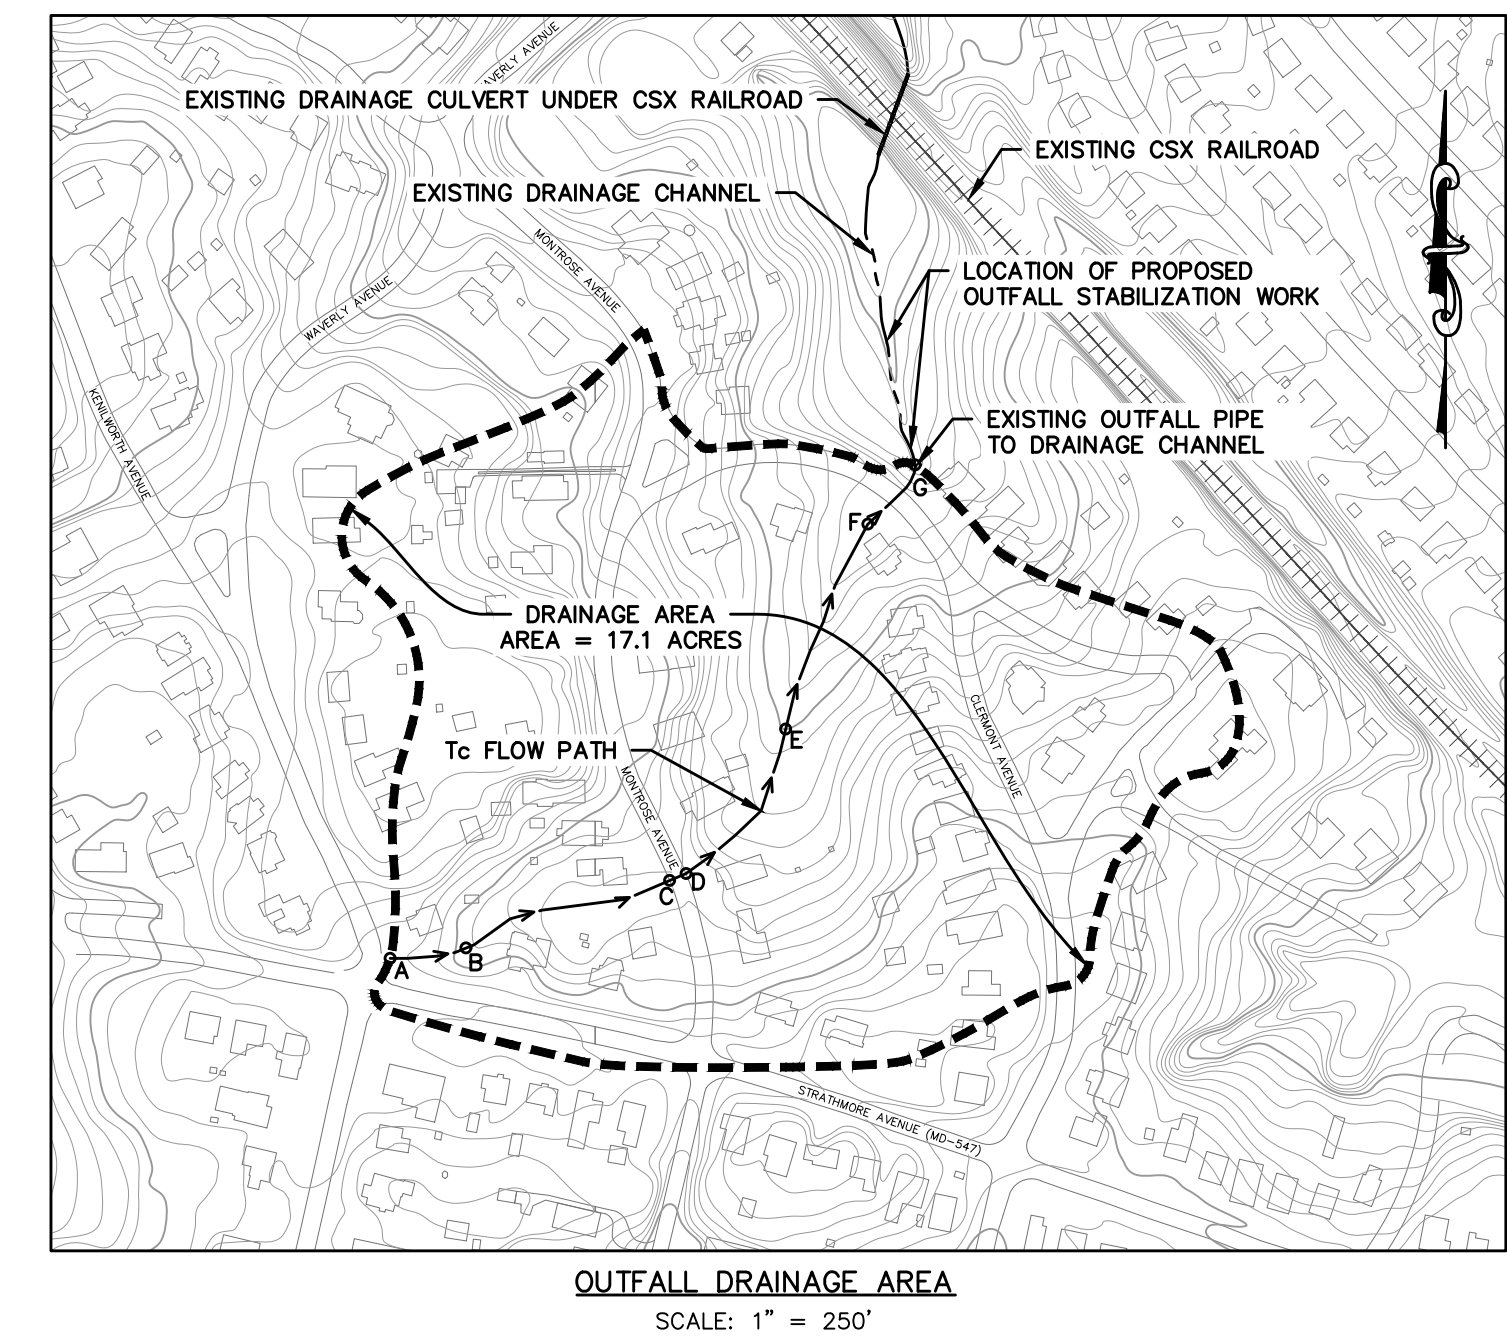 WAVERLY AVENUE
EXISTING DRAINAGE CULVERT UNDER CSX RAILROAD
EXISTING CSX RAILROAD
EXISTING DRAINAGE CHANNEL
MONTROSE AVENUE
LOCATION OF PROPOSED
OUTFALL STABILIZATION WORK
WAVERLY AVENUE
KENILWORTH AVENUE
EXISTING OUTFALL PIPE
TO DRAINAGE CHANNEL
G
F
DRAINAGE AREA
AREA = 17.1 ACRES
CLERMONT AVENUE
E
Tc FLOW PATH
MONTROSE AVENUE
D
C
B
A
STRATHMORE AVENUE (MD-547)
OUTFALL DRAINAGE AREA
SCALE: 1" = 250'